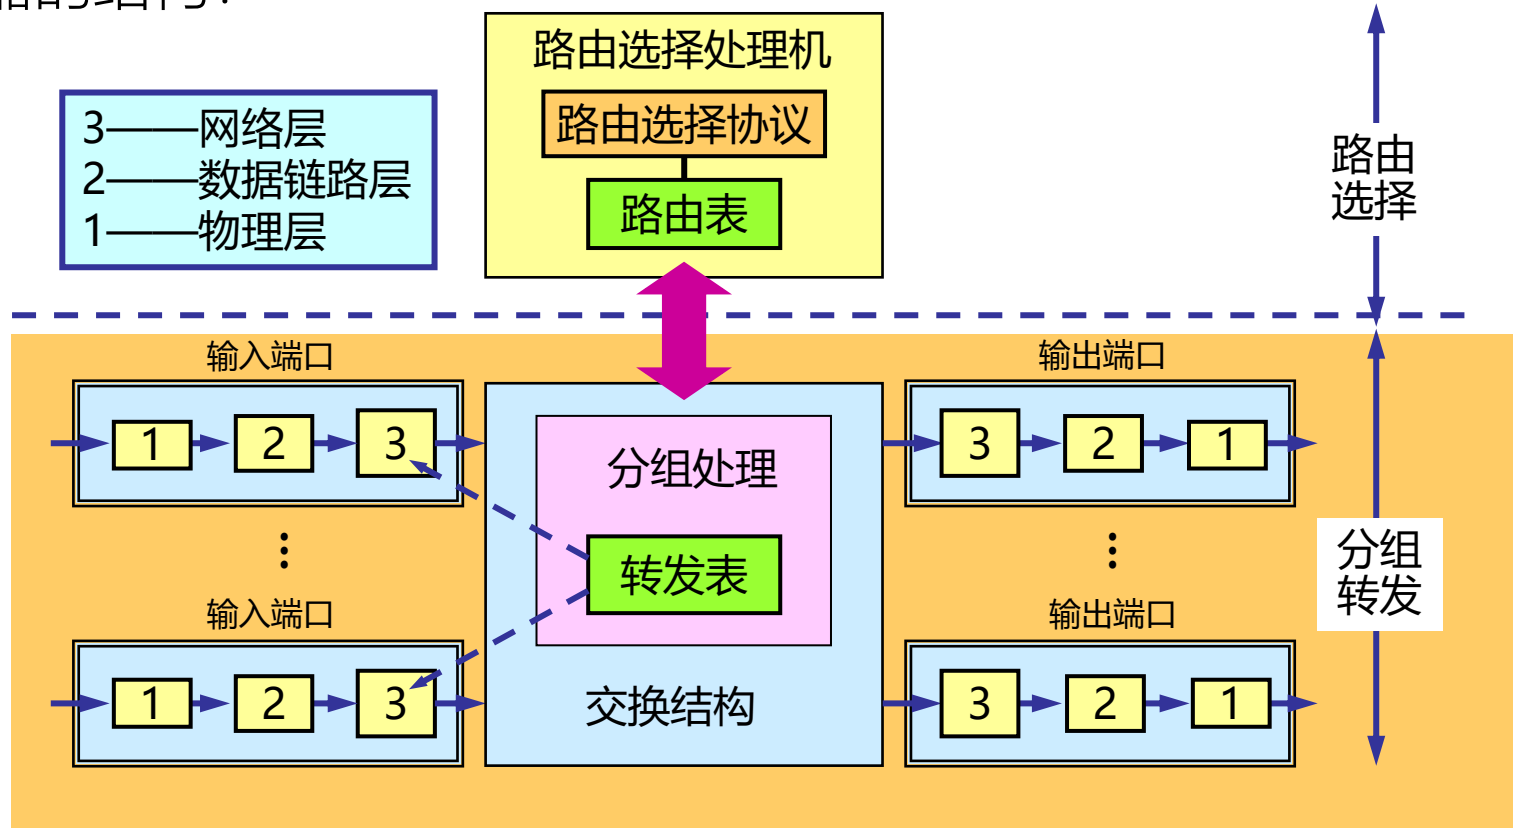 路由选择处理机
路由选择协议
路由表
3——网络层
2——数据链路层
1——物理层
路由
选择
输入端口
输出端口
1 2 3
3 2 1
分组处理
转发表
分组
转发
输入端口
输出端口
1 2 3
3 2 1
交换结构